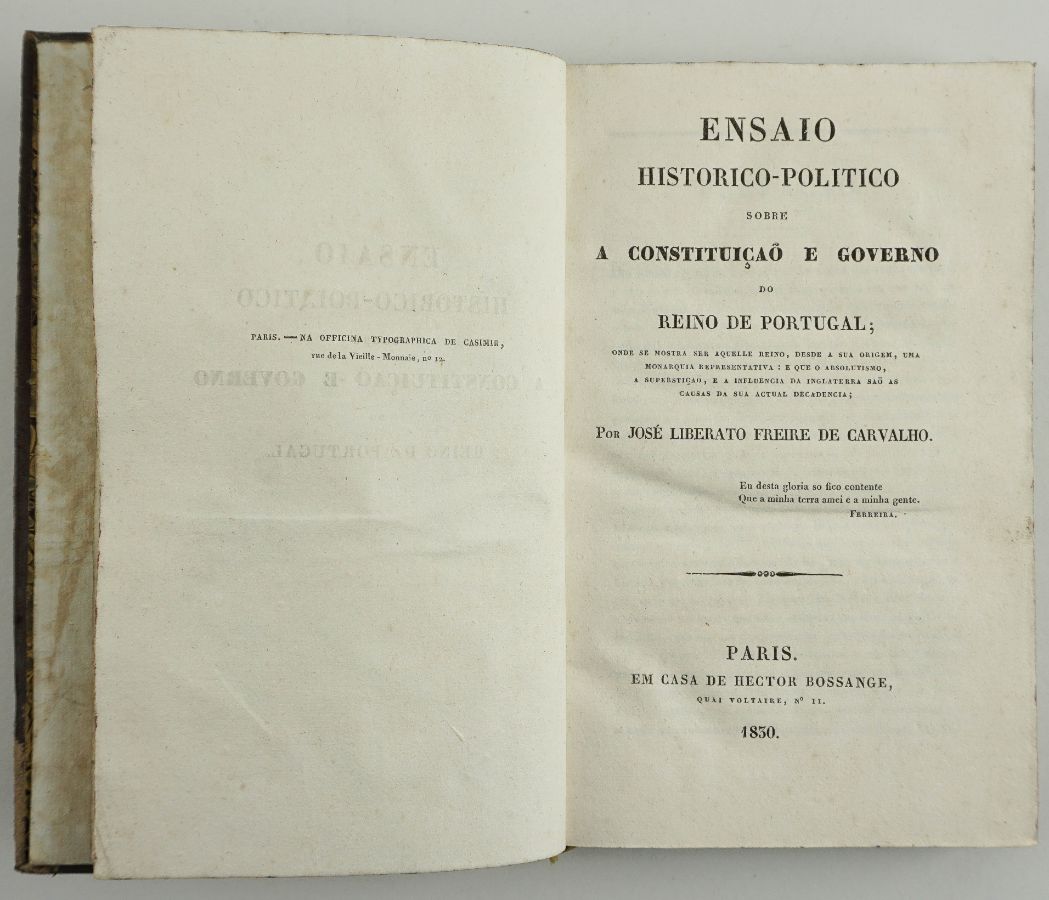 PARIS. — NA OFFICINA TYPOGRAPHICA DE CASIMIR,
rue de la Vieille-Monnaie, nº 12.
ENSAIO
HISTORICO-POLITICO
SOBRE
A CONSTITUIÇAÕ E GOVERNO
DO
REINO DE PORTUGAL;
ONDE SE MOSTRA SER AQUELLE REINO, DESDE A SUA ORIGEM, UMA
MONARQUIA REPRESENTATIVA : E QUE O ABSOLUTISMO,
A SUPERSTIÇAO, E A INFLUENCIA DA INGLATERRA SAÕ AS
CAUSAS DA SUA ACTUAL DECADENCIA;
POR JOSÉ LIBERATO FREIRE DE CARVALHO.
Eu desta gloria so fico contente
Que a minha terra amei e a minha gente.
FERREIRA.
PARIS.
EM CASA DE HECTOR BOSSANGE,
QUAI VOLTAIRE, Nº 11.
1830.